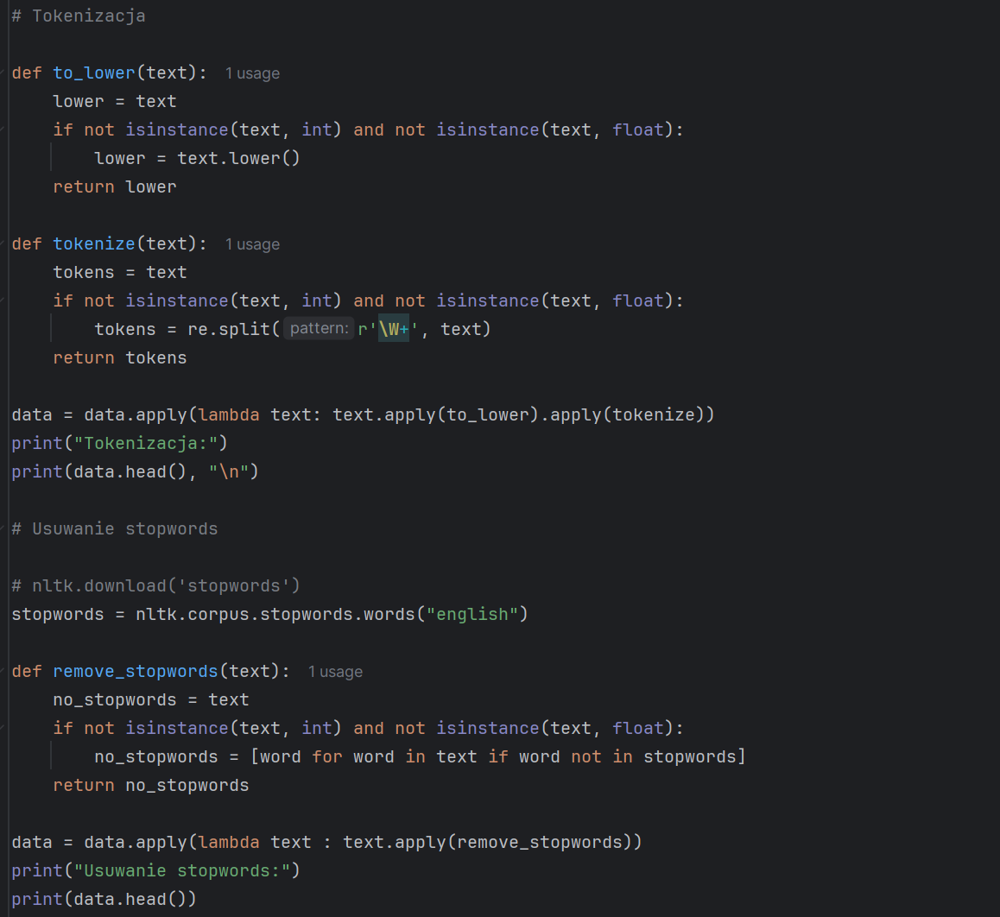 # Tokenizacja
def to_lower(text): 1 usage
    lower = text
    if not isinstance(text, int) and not isinstance(text, float):
        lower = text.lower()
    return lower
def tokenize(text): 1 usage
    tokens = text
    if not isinstance(text, int) and not isinstance(text, float):
        tokens = re.split( pattern: r'\W+', text)
    return tokens
data = data.apply(lambda text: text.apply(to_lower).apply(tokenize))
print("Tokenizacja:")
print(data.head(), "\n")
# Usuwanie stopwords
# nltk.download('stopwords')
stopwords = nltk.corpus.stopwords.words("english")
def remove_stopwords(text): 1 usage
    no_stopwords = text
    if not isinstance(text, int) and not isinstance(text, float):
        no_stopwords = [word for word in text if word not in stopwords]
    return no_stopwords
data = data.apply(lambda text : text.apply(remove_stopwords))
print("Usuwanie stopwords:")
print(data.head())